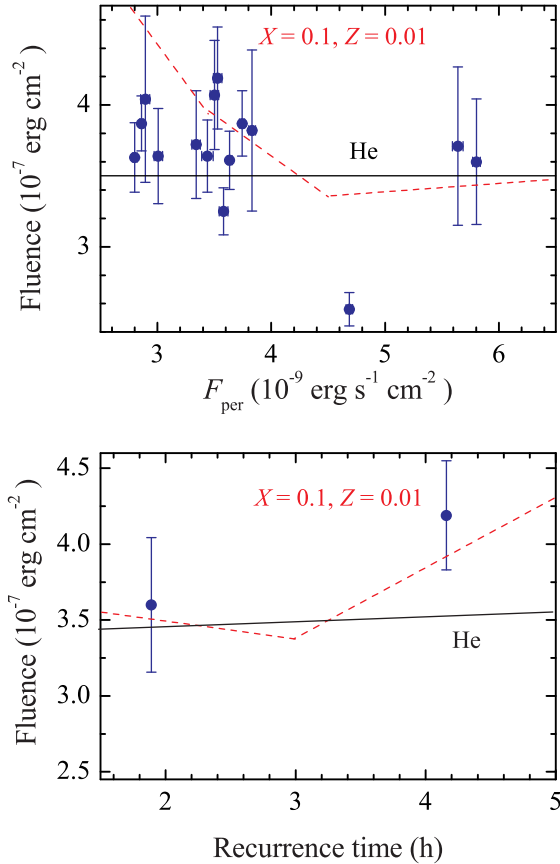 X = 0.1, Z = 0.01
4
He
3
Fluence (10⁻⁷ erg cm⁻²)
3 4 5 6
F_per (10⁻⁹ erg s⁻¹ cm⁻²)
4.5
X = 0.1, Z = 0.01
4.0
3.5
He
3.0
2.5
Fluence (10⁻⁷ erg cm⁻²)
2 3 4 5
Recurrence time (h)